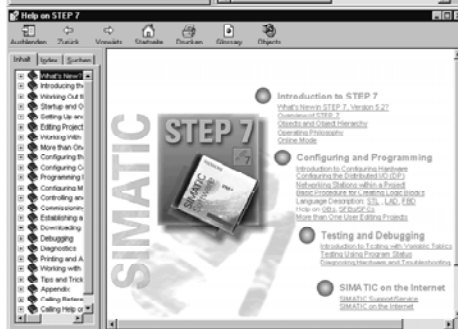 Help on STEP 7
Ausblenden Zurück Vorwärts Startseite Drucken Glossary Objects
Inhalt Index Suchen
What's New?
Introducing the
Working Out t
Startup and O
Setting Up an
Editing Project
Working With
More than On
Configuring th
Configuring C
Programming
Configuring M
Controlling an
Commissioning
Establishing a
Downloading
Debugging
Diagnostics
Printing and A
Working with
Tips and Trick
Appendix
Calling Refere
Calling Help o
SIMATIC
STEP 7
Introduction to STEP 7
What's New in STEP 7, Version 5.2?
Overview of STEP 7
Objects and Object Hierarchy
Operating Philosophy
Online Mode
Configuring and Programming
Introduction to Configuring Hardware
Configuring the Distributed I/O (DP)
Networking Stations within a Project
Basic Procedure for Creating Logic Blocks
Language Description: STL, LAD, FBD
Help on OBs, SFBs/SFCs
More than One User Editing Projects
Testing and Debugging
Introduction to Testing with Variable Tables
Testing Using Program Status
Diagnosing Hardware and Troubleshooting
SIMATIC on the Internet
SIMATIC Support/Service
SIMATIC on the Internet